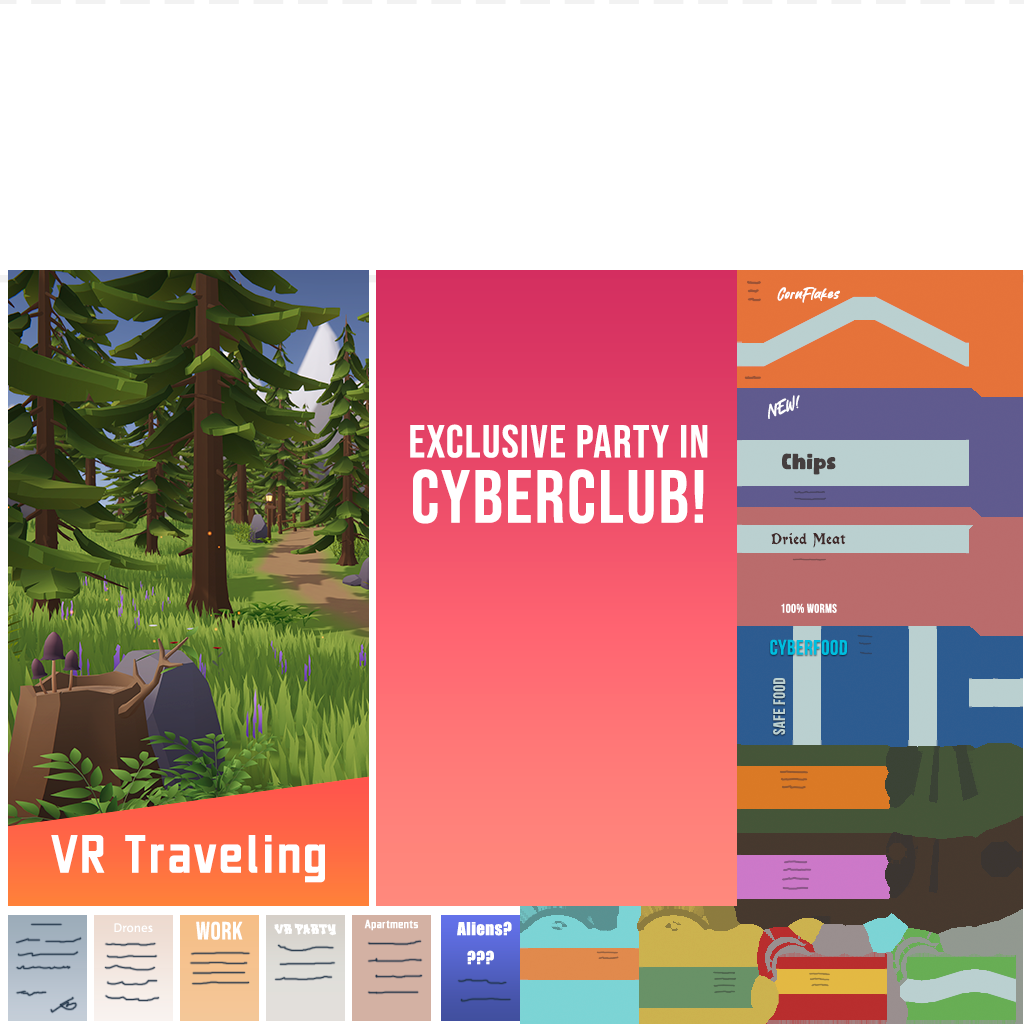 CornFlakes
NEW!
Chips
Dried Meat
100% WORMS
CYBERFOOD
SAFE FOOD
EXCLUSIVE PARTY IN
CYBERCLUB!
VR Traveling
Drones
WORK
VR PARTY
Apartments
Aliens?
???